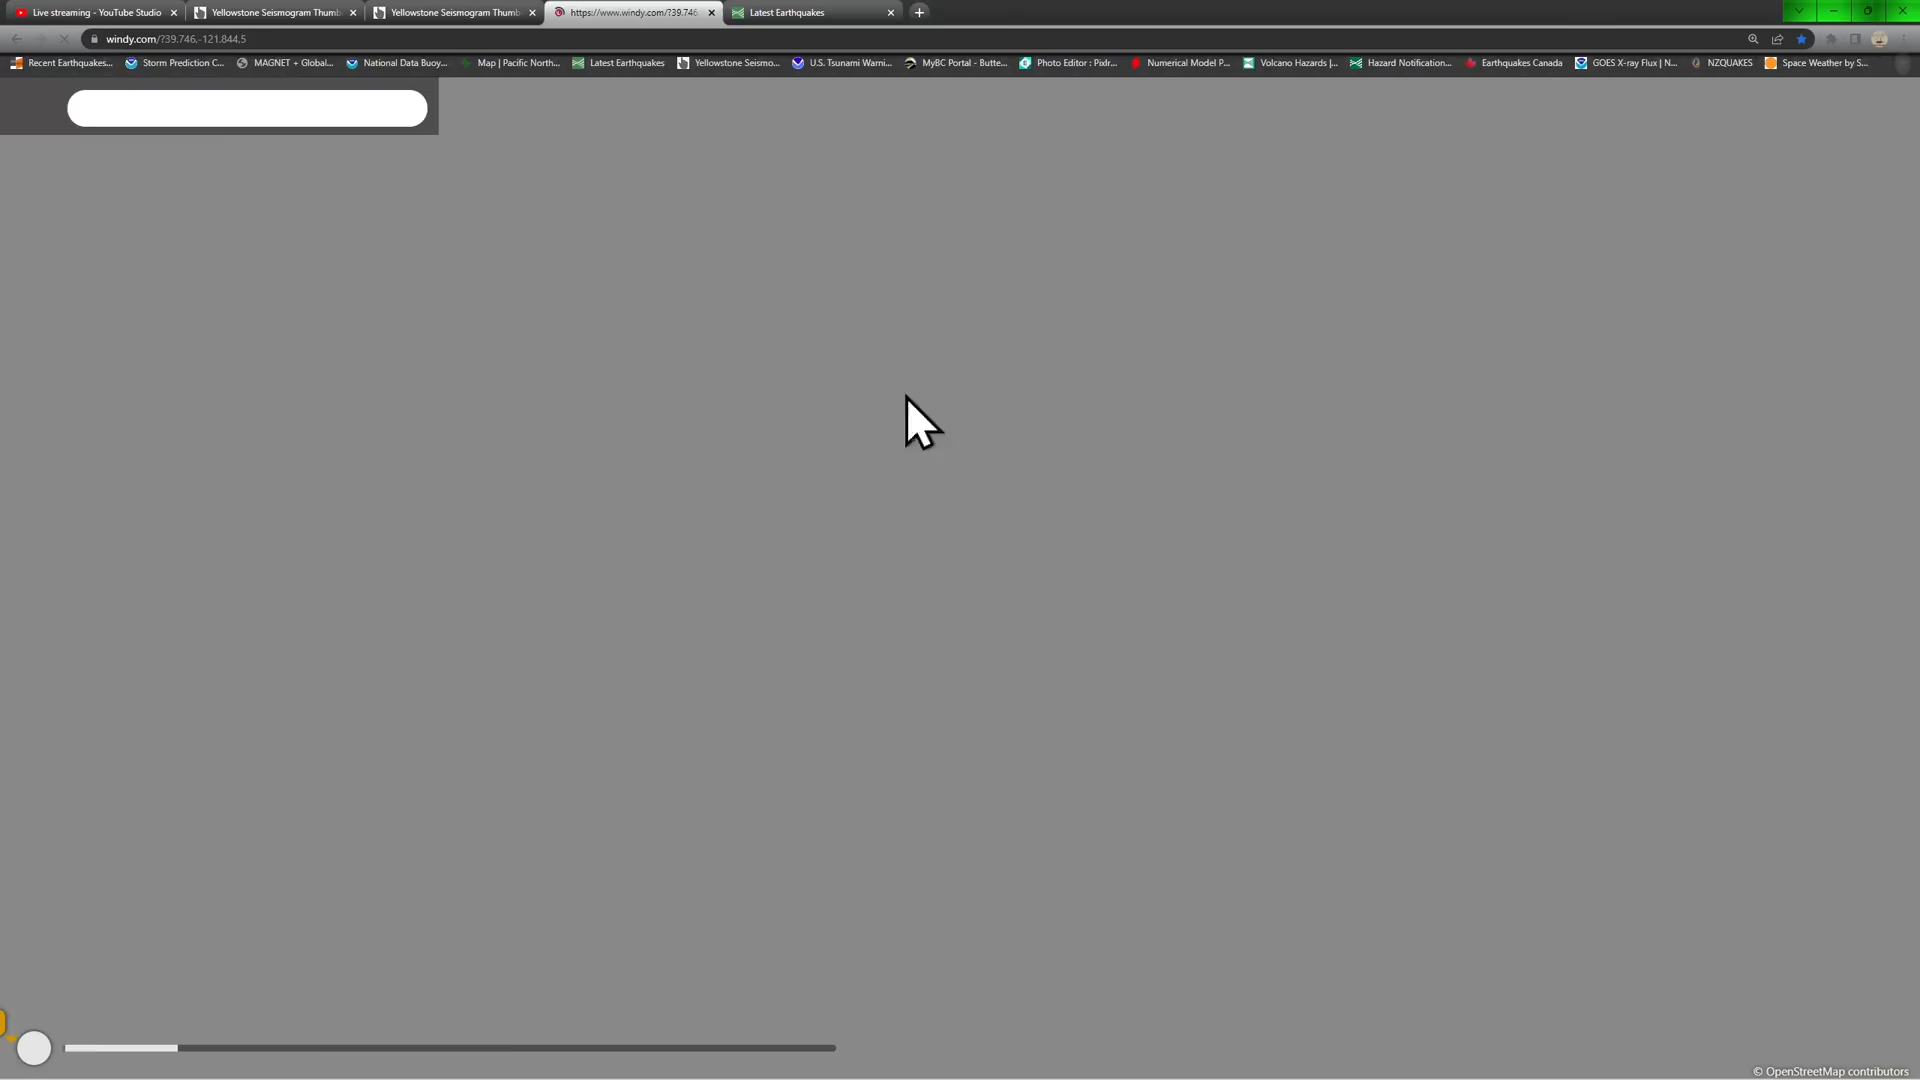 Live streaming - YouTube Studio
Yellowstone Seismogram Thumb
Yellowstone Seismogram Thumb
https://www.windy.com/?39.746
Latest Earthquakes
windy.com/?39.746,-121.844,5
Recent Earthquakes...
Storm Prediction C...
MAGNET + Global...
National Data Buoy...
Map | Pacific North...
Latest Earthquakes
Yellowstone Seismo...
U.S. Tsunami Warni...
MyBC Portal - Butte...
Photo Editor : Pixlr...
Numerical Model P...
Volcano Hazards |...
Hazard Notification...
Earthquakes Canada
GOES X-ray Flux | N...
NZQUAKES
Space Weather by S...
© OpenStreetMap contributors